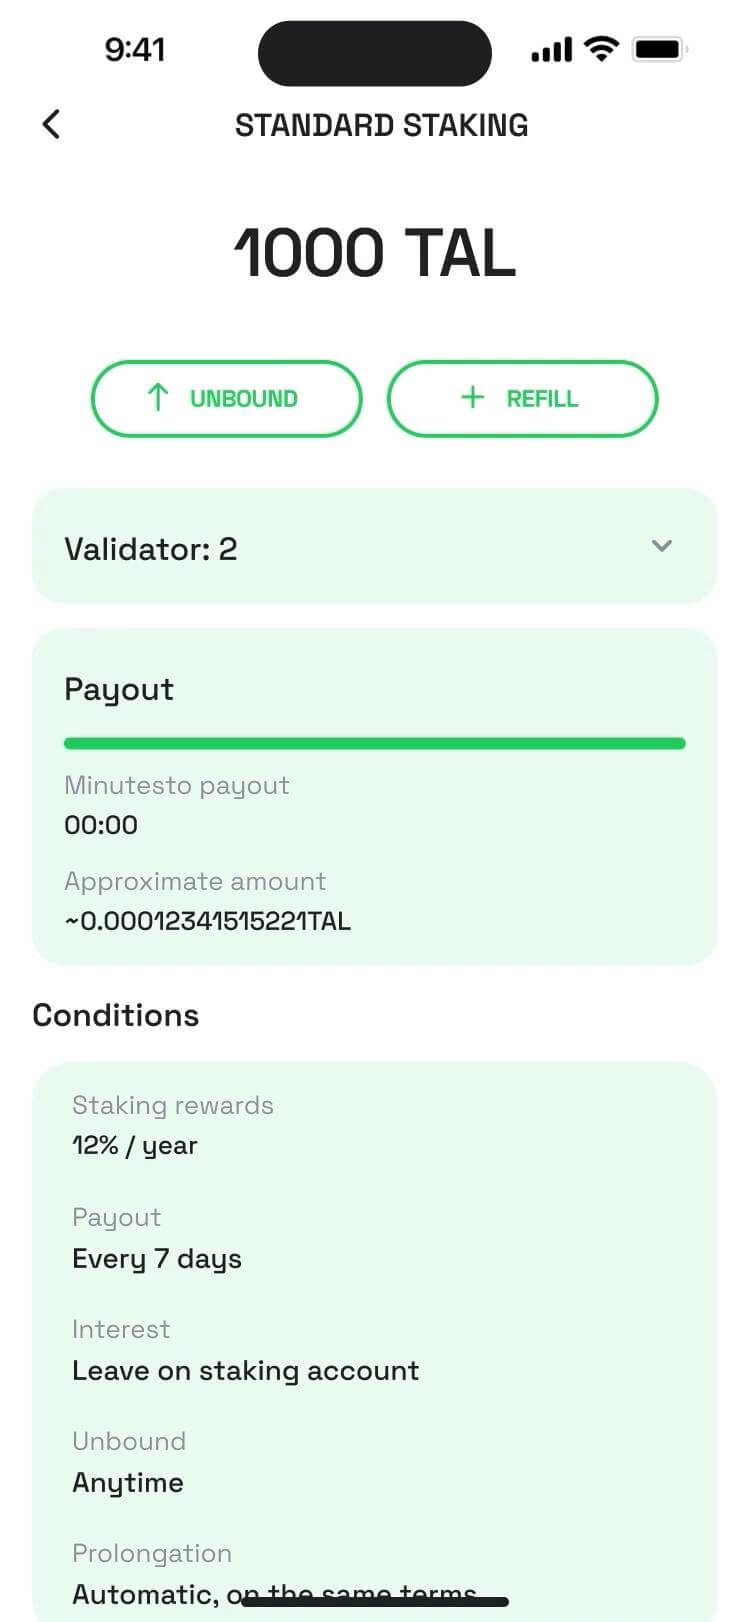 9:41
STANDARD STAKING
1000 TAL
UNBOUND
REFILL
Validator: 2
Payout
Minutesto payout
00:00
Approximate amount
~0.00012341515221TAL
Conditions
Staking rewards
12% / year
Payout
Every 7 days
Interest
Leave on staking account
Unbound
Anytime
Prolongation
Automatic, on the same terms